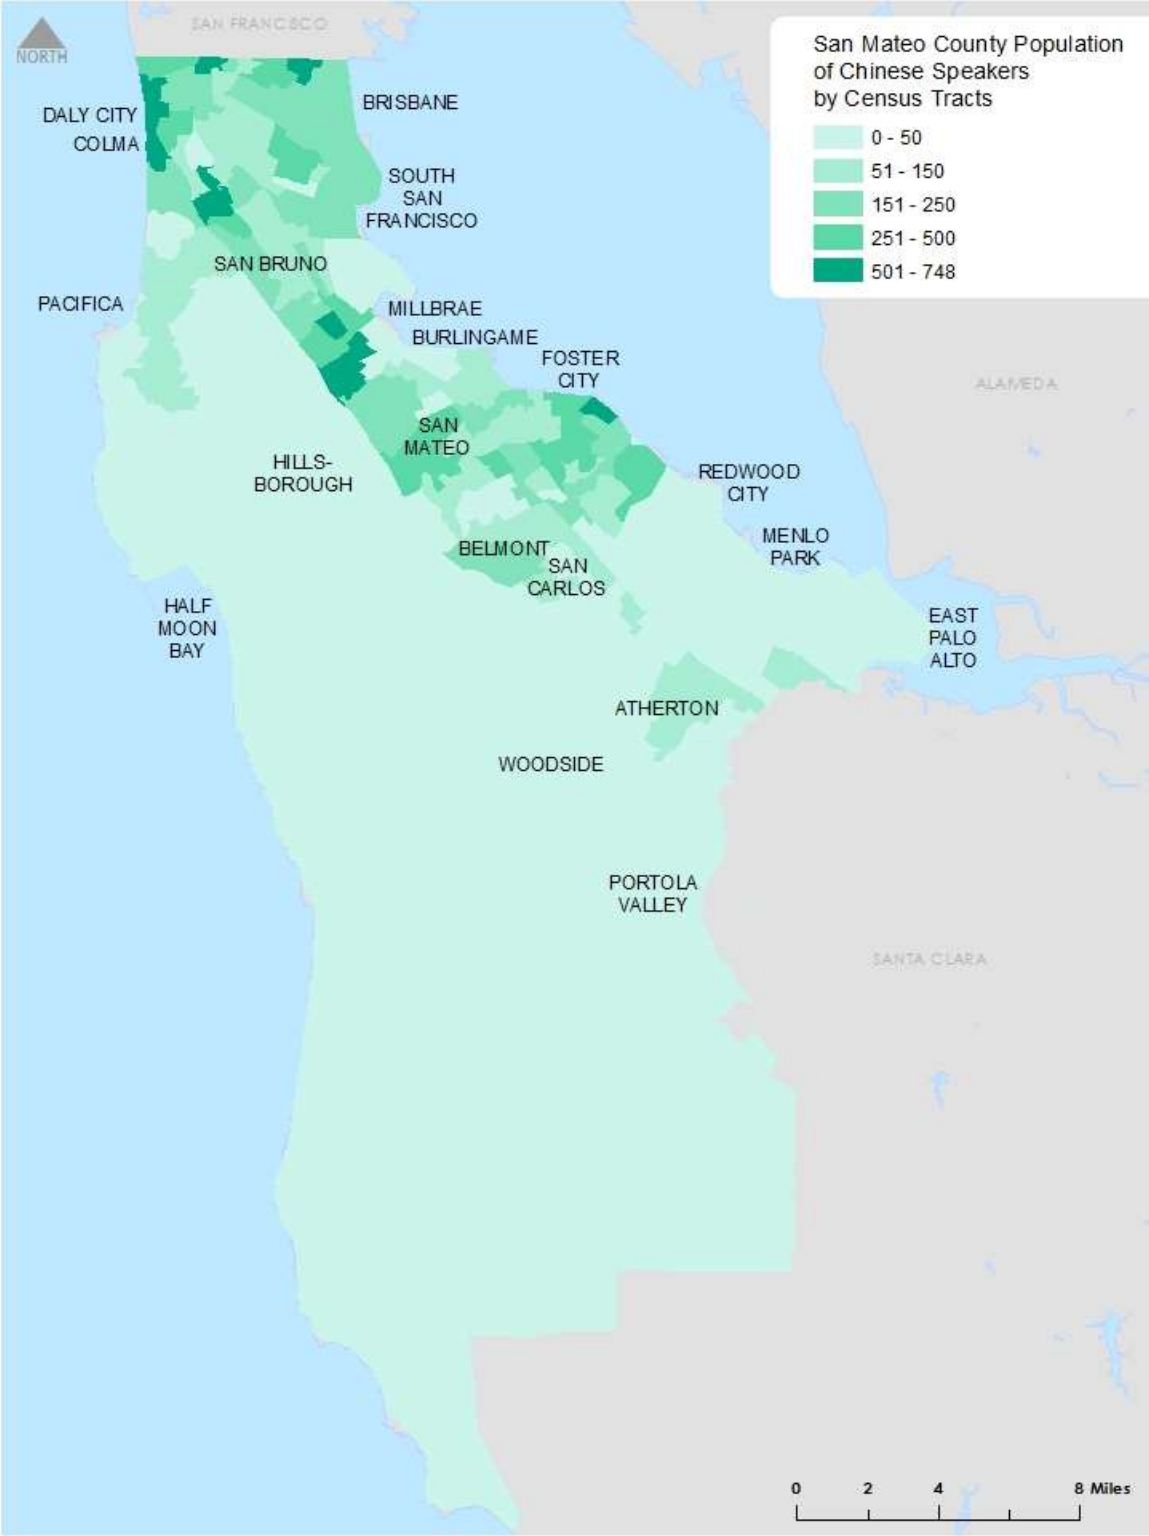 SAN FRANCISCO
NORTH
San Mateo County Population
of Chinese Speakers
by Census Tracts
0 - 50
51 - 150
151 - 250
251 - 500
501 - 748
DALY CITY
COLMA
BRISBANE
SOUTH
SAN
FRANCISCO
SAN BRUNO
PACIFICA
MILLBRAE
BURLINGAME
FOSTER
CITY
ALAMEDA
SAN
MATEO
HILLS-
BOROUGH
REDWOOD
CITY
MENLO
PARK
BELMONT
SAN
CARLOS
HALF
MOON
BAY
EAST
PALO
ALTO
ATHERTON
WOODSIDE
PORTOLA
VALLEY
SANTA CLARA
0 2 4 8 Miles